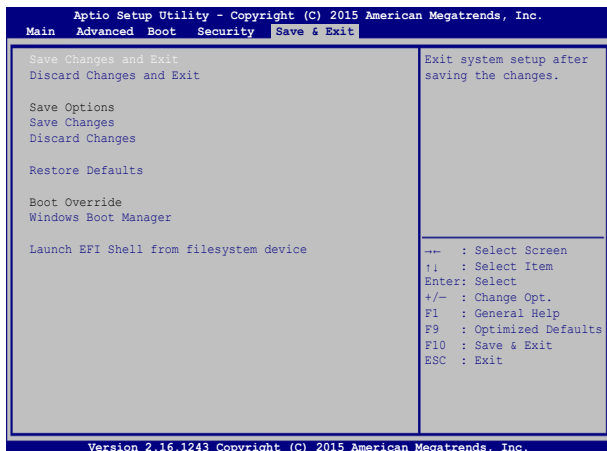 Aptio Setup Utility - Copyright (C) 2015 American Megatrends, Inc.
Main Advanced Boot Security Save & Exit
Save Changes and Exit
Discard Changes and Exit
Save Options
Save Changes
Discard Changes
Restore Defaults
Boot Override
Windows Boot Manager
Launch EFI Shell from filesystem device
Exit system setup after
saving the changes.
→← : Select Screen
↑↓ : Select Item
Enter: Select
+/— : Change Opt.
F1 : General Help
F9 : Optimized Defaults
F10 : Save & Exit
ESC : Exit
Version 2.16.1243 Copyright (C) 2015 American Megatrends, Inc.